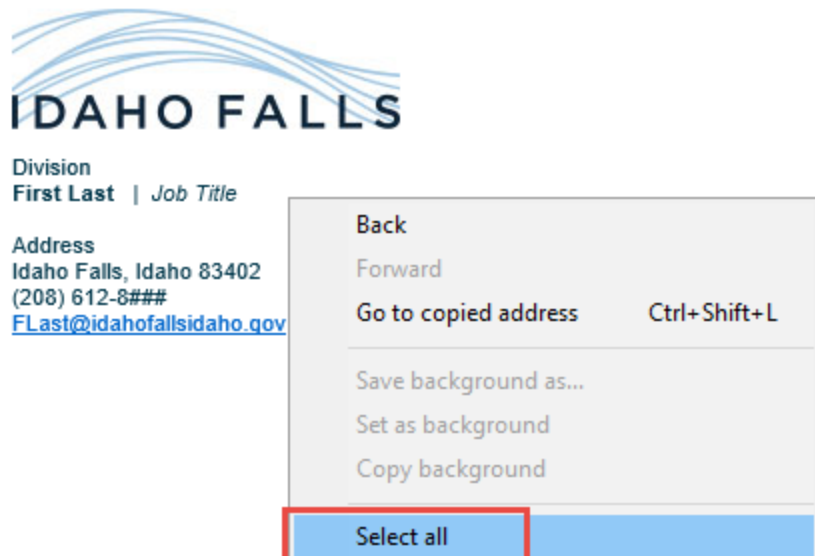 IDAHO FALLS
Division
First Last | Job Title
Address
Idaho Falls, Idaho 83402
(208) 612-8###
FLast@idahofallsidaho.gov
Back
Forward
Go to copied address Ctrl+Shift+L
Save background as...
Set as background
Copy background
Select all